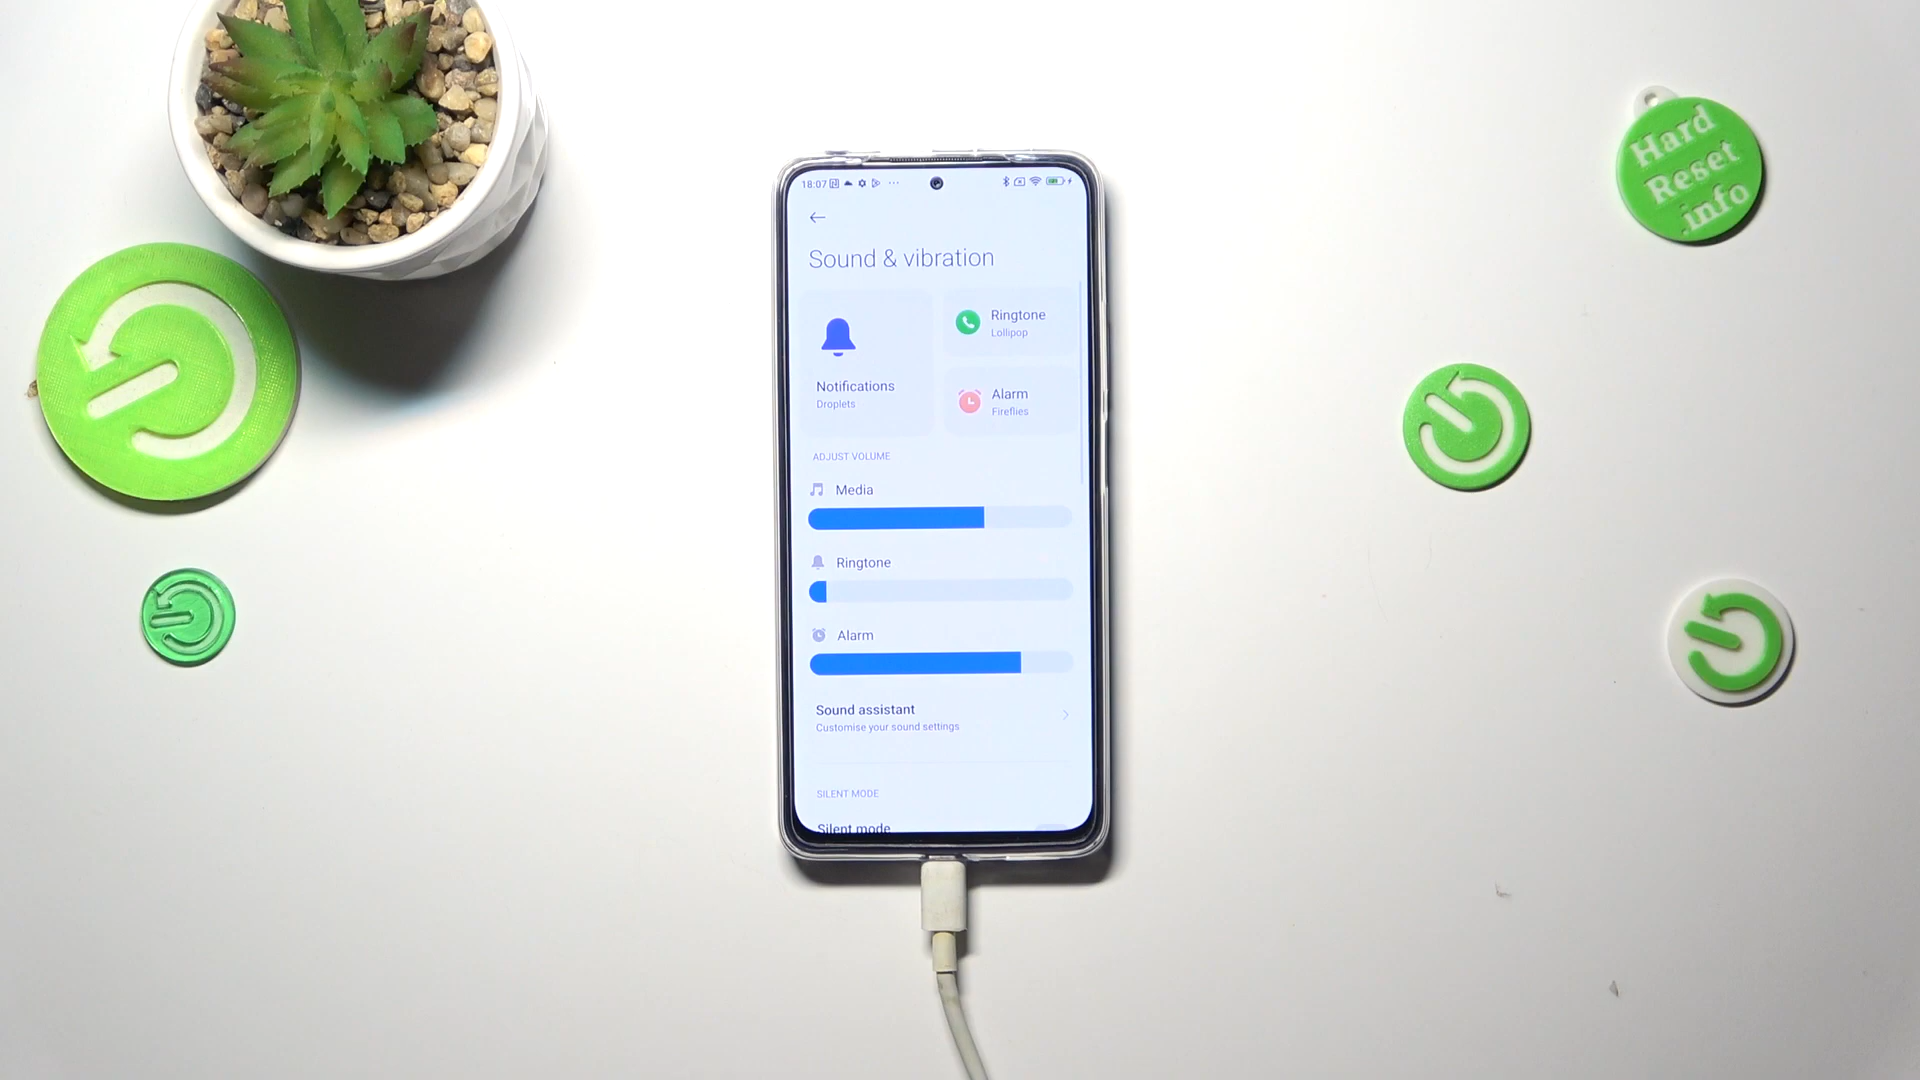 Hard
Reset
.info
18:07
Sound & vibration
Notifications
Droplets
Ringtone
Lollipop
Alarm
Fireflies
ADJUST VOLUME
Media
Ringtone
Alarm
Sound assistant
Customise your sound settings
SILENT MODE
Silent mode